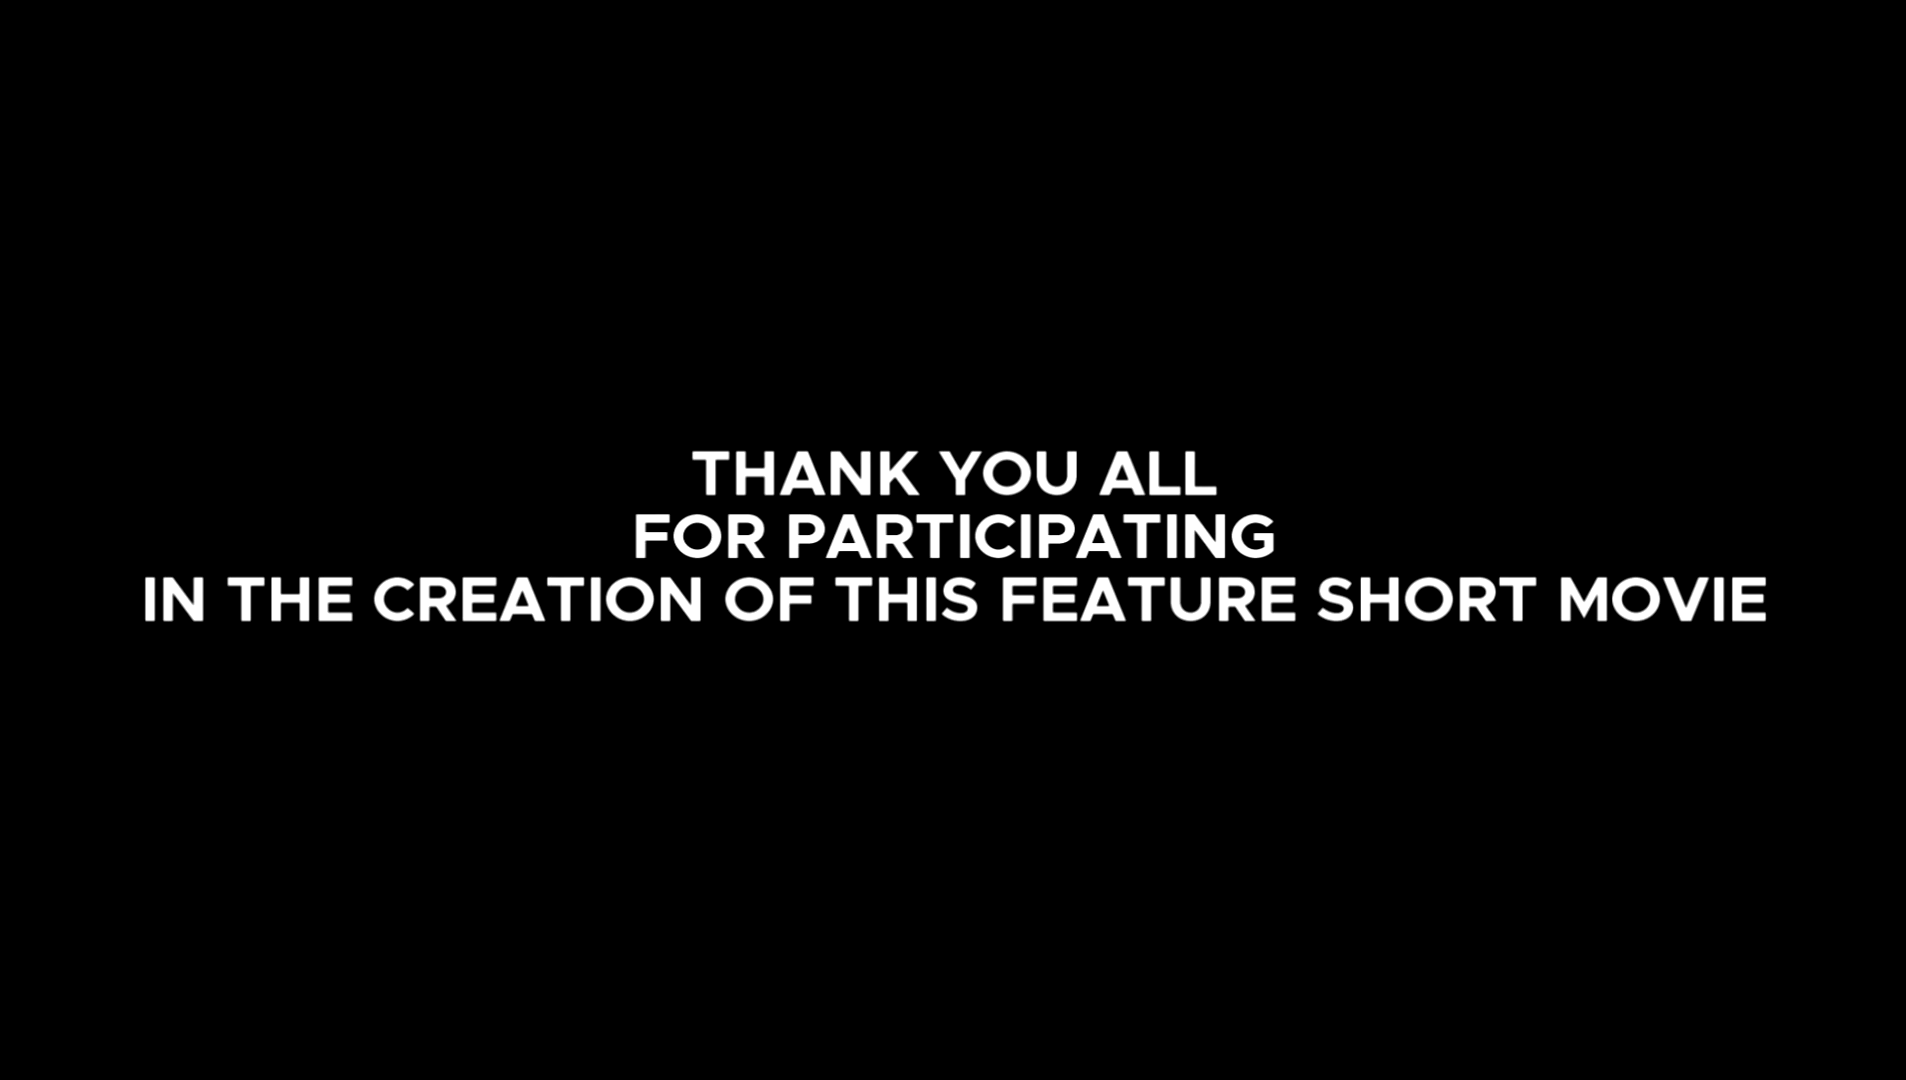 THANK YOU ALL
FOR PARTICIPATING
IN THE CREATION OF THIS FEATURE SHORT MOVIE